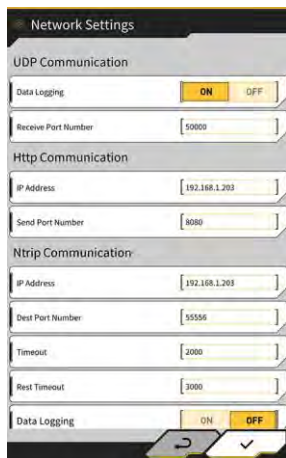 Network Settings
UDP Communication
Data Logging ON OFF
Receive Port Number 50000
Http Communication
IP Address 192.168.1.203
Send Port Number 8080
Ntrip Communication
IP Address 192.168.1.203
Dest Port Number 55556
Timeout 2000
Rest Timeout 3000
Data Logging ON OFF